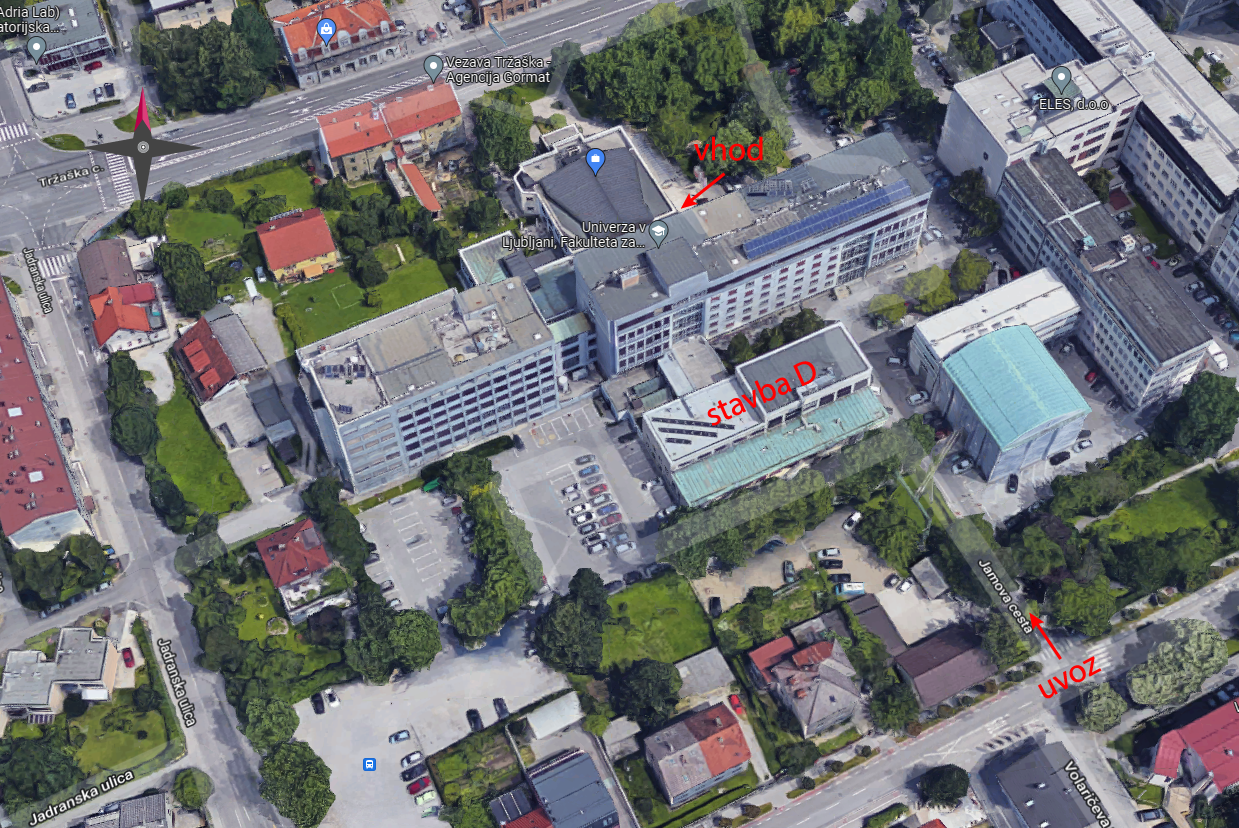 Adria Lab)
atorijska...
Vezava Tržaška -
Agencija Gormat
ELES, d.o.o
vhod
Tržaška c.
Univerza v
Ljubljani, Fakulteta za...
Jadranska ulica
stavba D
Jamova cesta
uvoz
Jadranska ulica
Jadranska ulica
Volaričeva